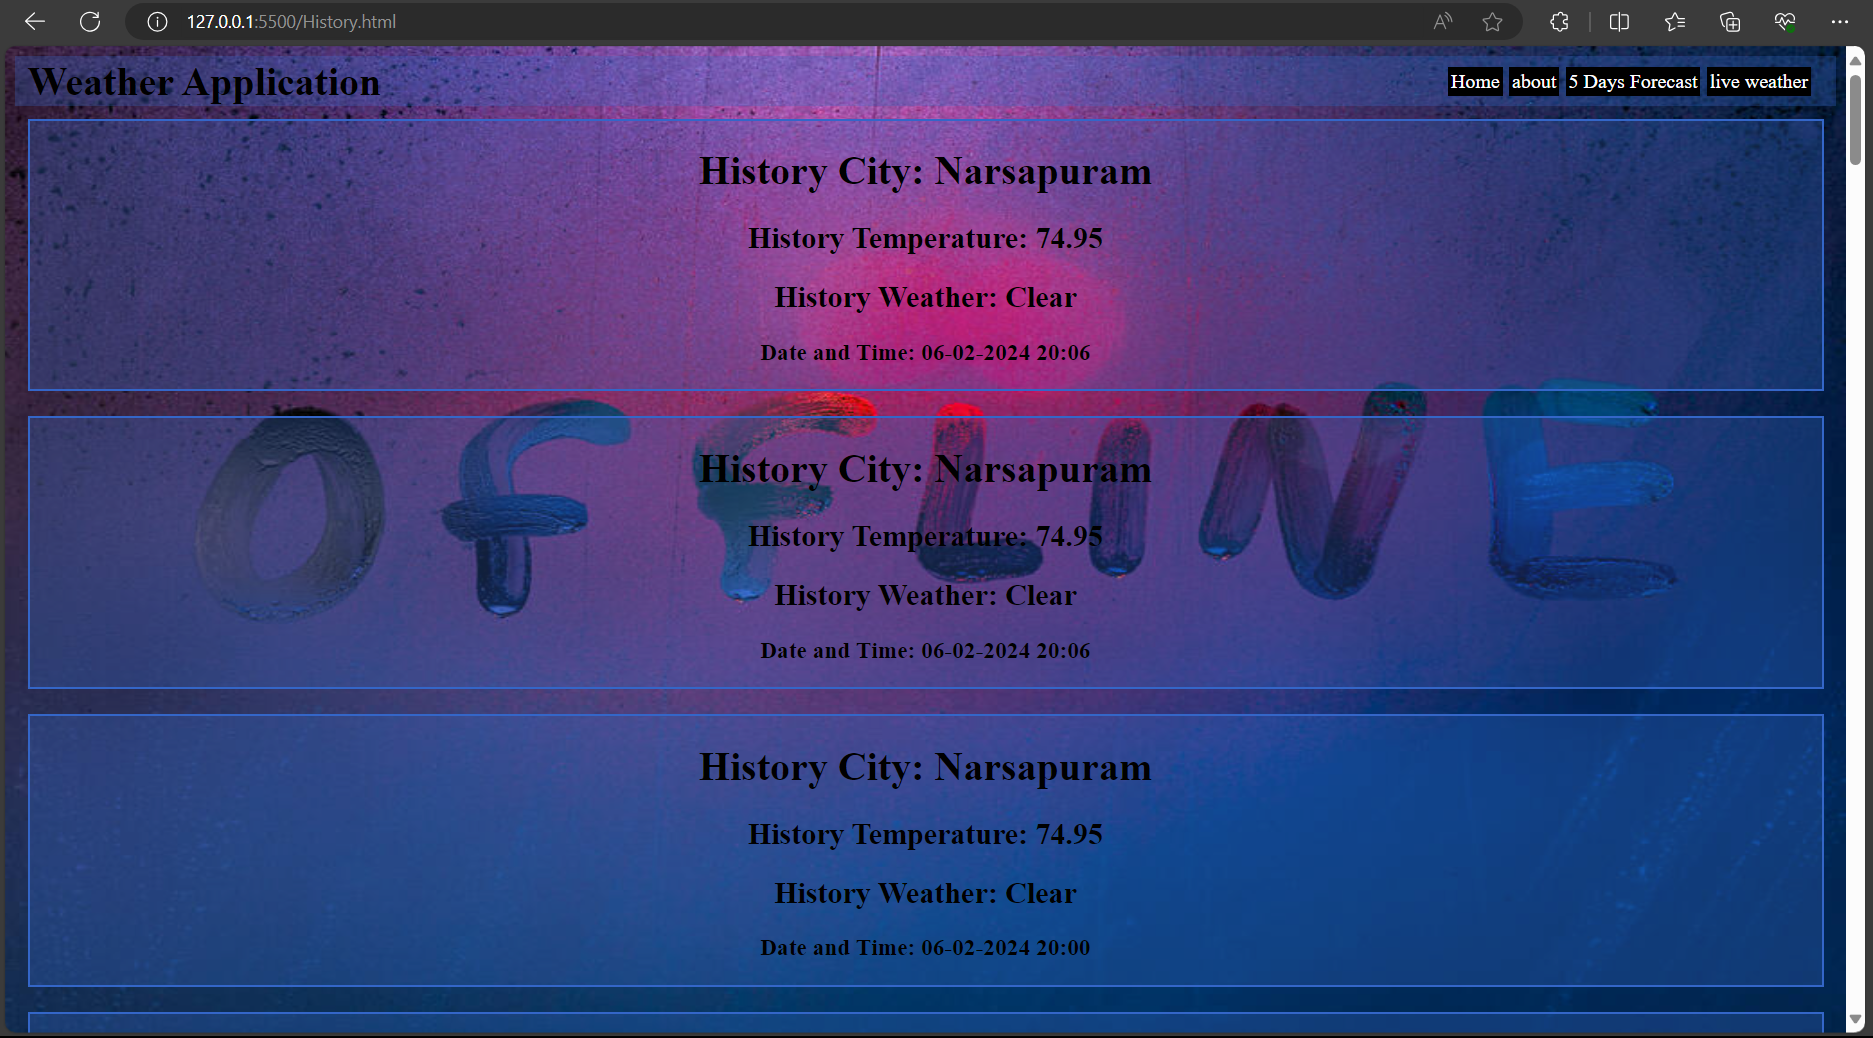 127.0.0.1:5500/History.html
Weather Application
Home about 5 Days Forecast live weather
History City: Narsapuram
History Temperature: 74.95
History Weather: Clear
Date and Time: 06-02-2024 20:06
OFFLINE
History City: Narsapuram
History Temperature: 74.95
History Weather: Clear
Date and Time: 06-02-2024 20:06
History City: Narsapuram
History Temperature: 74.95
History Weather: Clear
Date and Time: 06-02-2024 20:00